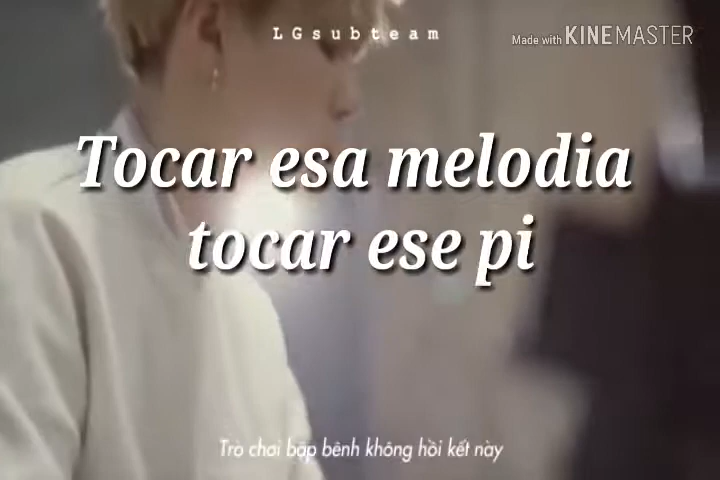 LGsubteam
Made with KINEMASTER
Tocar esa melodia
tocar ese pi
Trò chơi bập bênh không hồi kết này